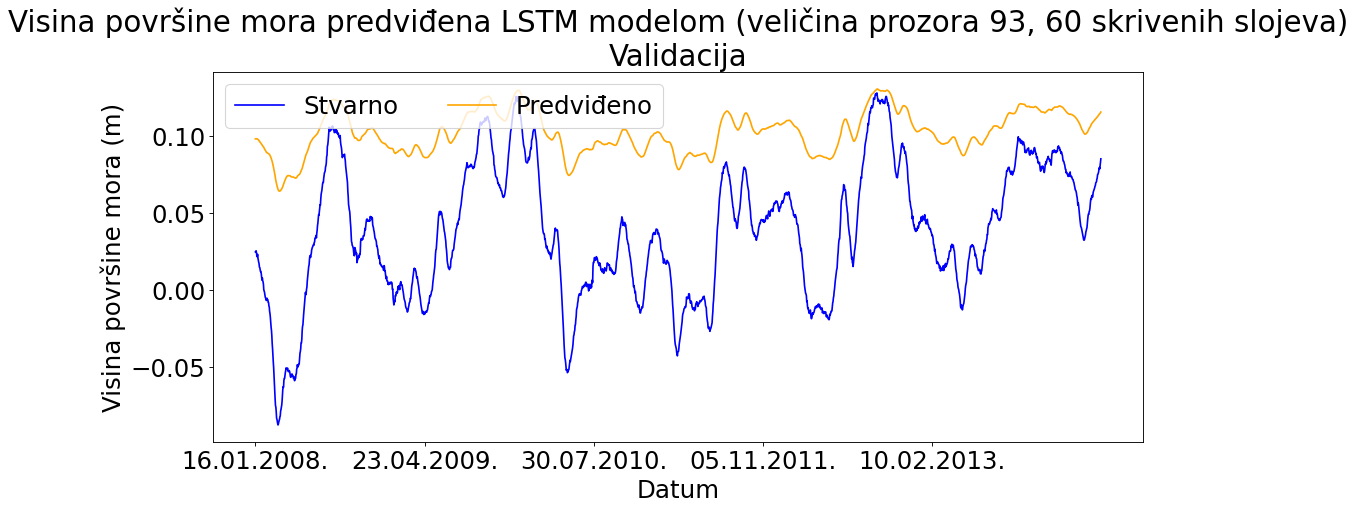 Visina površine mora predviđena LSTM modelom (veličina prozora 93, 60 skrivenih slojeva)
Validacija
Stvarno Predviđeno
Visina površine mora (m)
0.10
0.05
0.00
−0.05
16.01.2008. 23.04.2009. 30.07.2010. 05.11.2011. 10.02.2013.
Datum